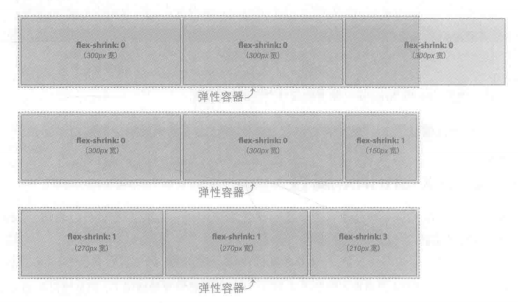 flex-shrink: 0 flex-shrink: 0 flex-shrink: 0
(300px 宽) (300px 宽) (300px 宽)
弹性容器
flex-shrink: 0 flex-shrink: 0 flex-shrink: 1
(300px 宽) (300px 宽) (150px 宽)
弹性容器
flex-shrink: 1 flex-shrink: 1 flex-shrink: 3
(270px 宽) (270px 宽) (210px 宽)
弹性容器